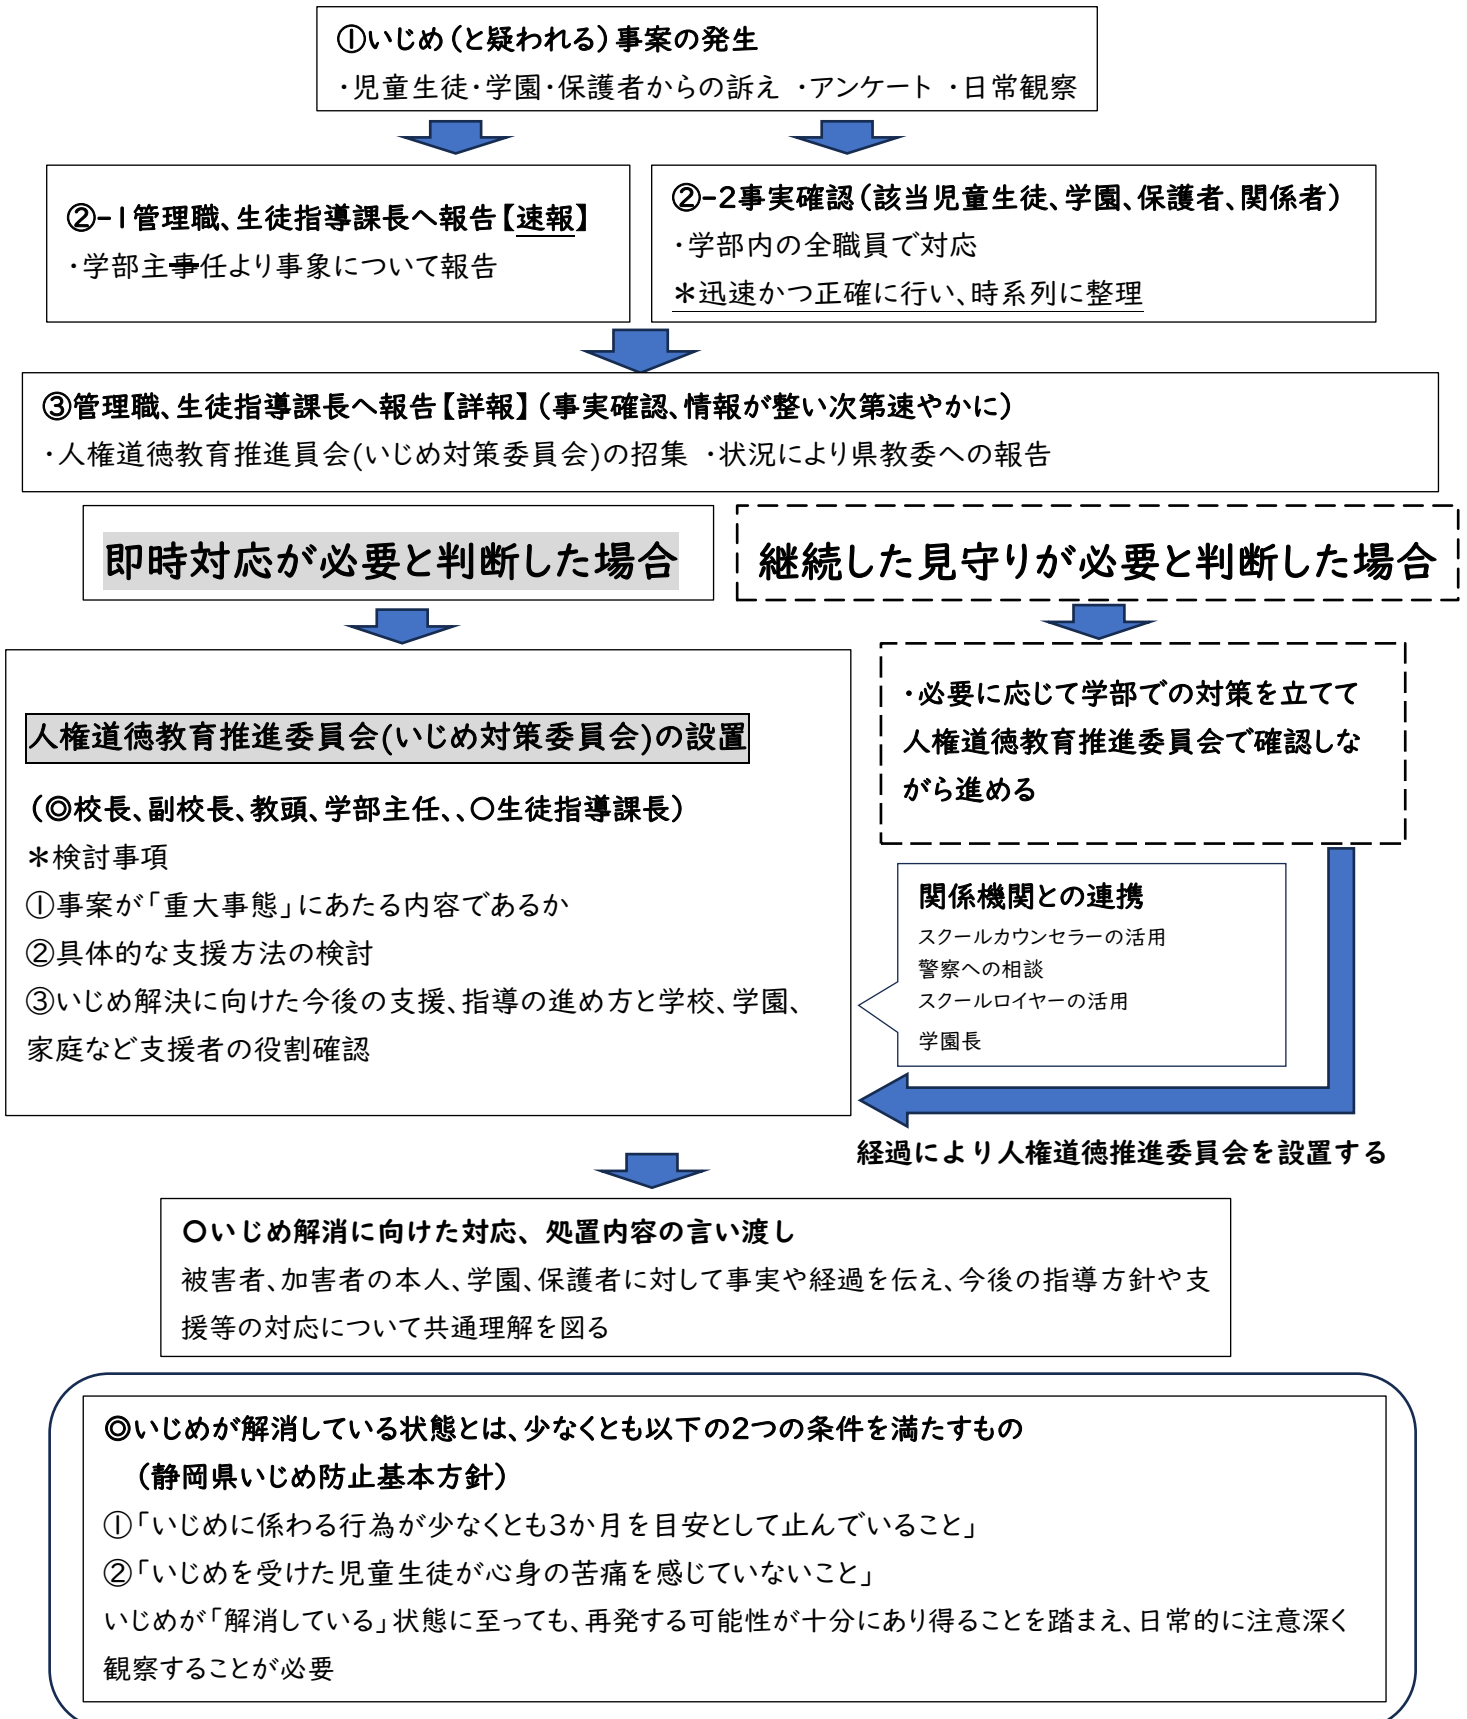 ①いじめ(と疑われる)事案の発生
・児童生徒・学園・保護者からの訴え ・アンケート ・日常観察
②-1管理職、生徒指導課長へ報告【速報】
・学部主事任より事象について報告
②-2事実確認(該当児童生徒、学園、保護者、関係者)
・学部内の全職員で対応
*迅速かつ正確に行い、時系列に整理
③管理職、生徒指導課長へ報告【詳報】(事実確認、情報が整い次第速やかに)
・人権道徳教育推進員会(いじめ対策委員会)の招集 ・状況により県教委への報告
即時対応が必要と判断した場合
継続した見守りが必要と判断した場合
人権道徳教育推進委員会(いじめ対策委員会)の設置
(◎校長、副校長、教頭、学部主任、、〇生徒指導課長)
*検討事項
①事案が「重大事態」にあたる内容であるか
②具体的な支援方法の検討
③いじめ解決に向けた今後の支援、指導の進め方と学校、学園、
家庭など支援者の役割確認
・必要に応じて学部での対策を立てて
人権道徳教育推進委員会で確認しな
がら進める
関係機関との連携
スクールカウンセラーの活用
警察への相談
スクールロイヤーの活用
学園長
経過により人権道徳推進委員会を設置する
〇いじめ解消に向けた対応、処置内容の言い渡し
被害者、加害者の本人、学園、保護者に対して事実や経過を伝え、今後の指導方針や支
援等の対応について共通理解を図る
◎いじめが解消している状態とは、少なくとも以下の2つの条件を満たすもの
(静岡県いじめ防止基本方針)
①「いじめに係わる行為が少なくとも3か月を目安として止んでいること」
②「いじめを受けた児童生徒が心身の苦痛を感じていないこと」
いじめが「解消している」状態に至っても、再発する可能性が十分にあり得ることを踏まえ、日常的に注意深く
観察することが必要